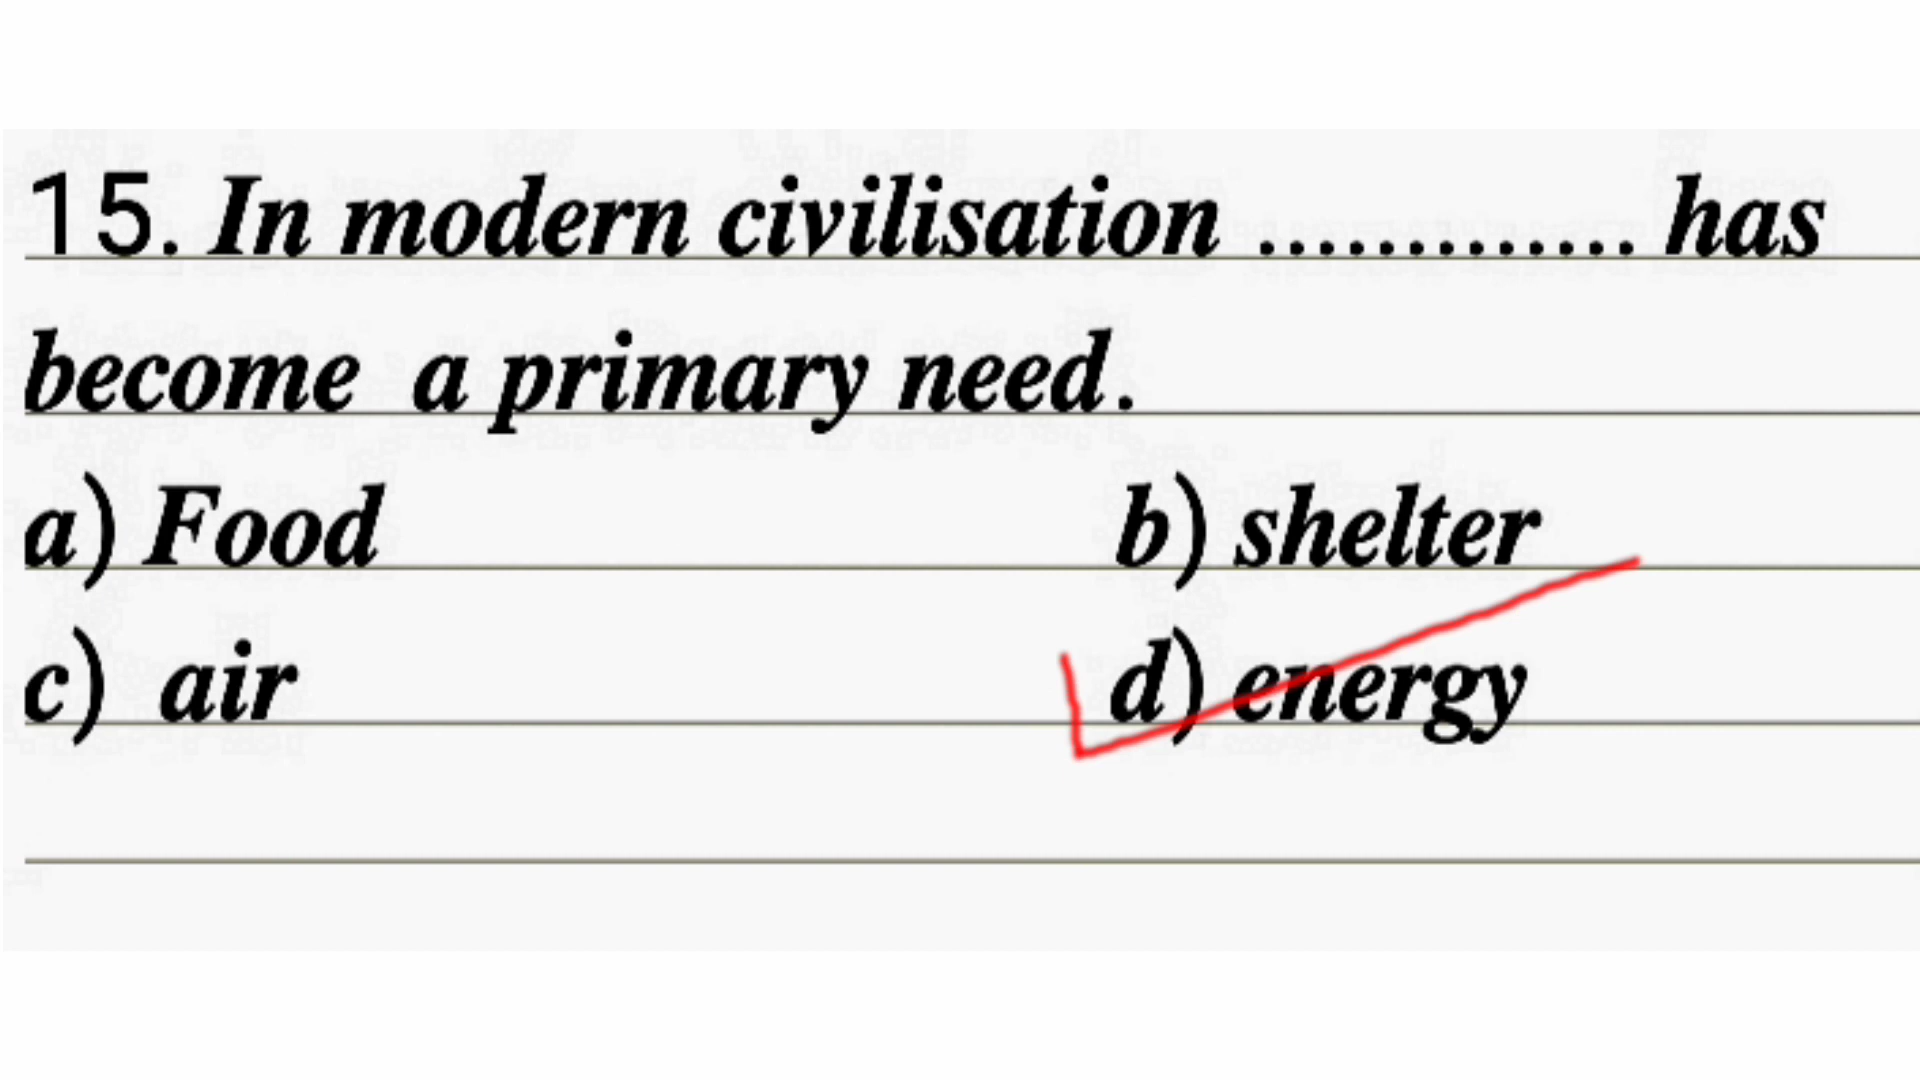 15. In modern civilisation ............. has
become a primary need.
a) Food b) shelter
c) air d) energy